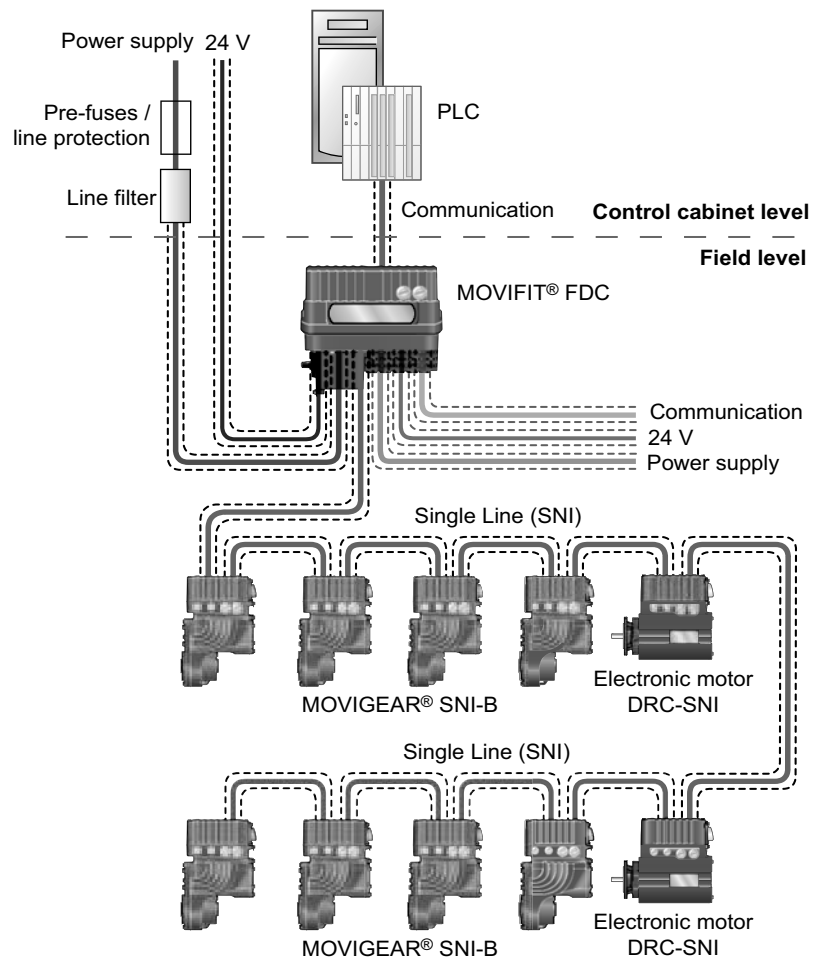 Power supply 24 V
Pre-fuses /
line protection
PLC
Line filter
Communication
Control cabinet level
Field level
MOVIFIT® FDC
Communication
24 V
Power supply
Single Line (SNI)
MOVIGEAR® SNI-B
Electronic motor
DRC-SNI
Single Line (SNI)
MOVIGEAR® SNI-B
Electronic motor
DRC-SNI